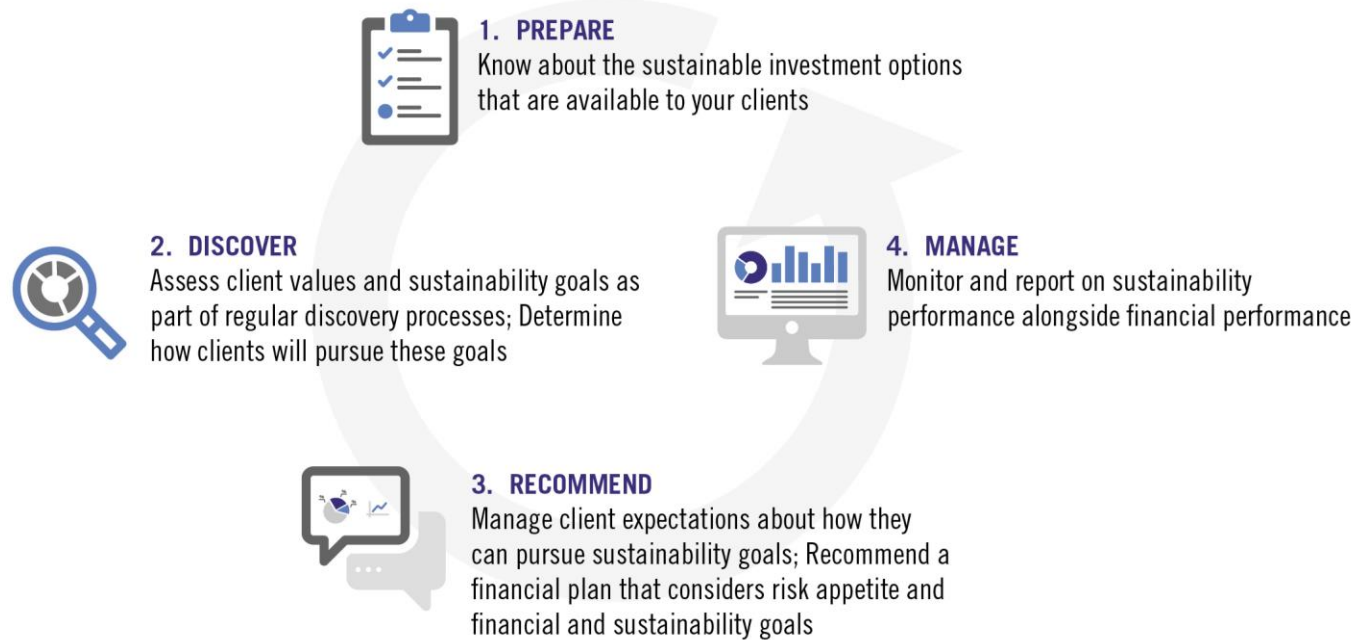 1. PREPARE
Know about the sustainable investment options
that are available to your clients
2. DISCOVER
Assess client values and sustainability goals as
part of regular discovery processes; Determine
how clients will pursue these goals
3. RECOMMEND
Manage client expectations about how they
can pursue sustainability goals; Recommend a
financial plan that considers risk appetite and
financial and sustainability goals
4. MANAGE
Monitor and report on sustainability
performance alongside financial performance